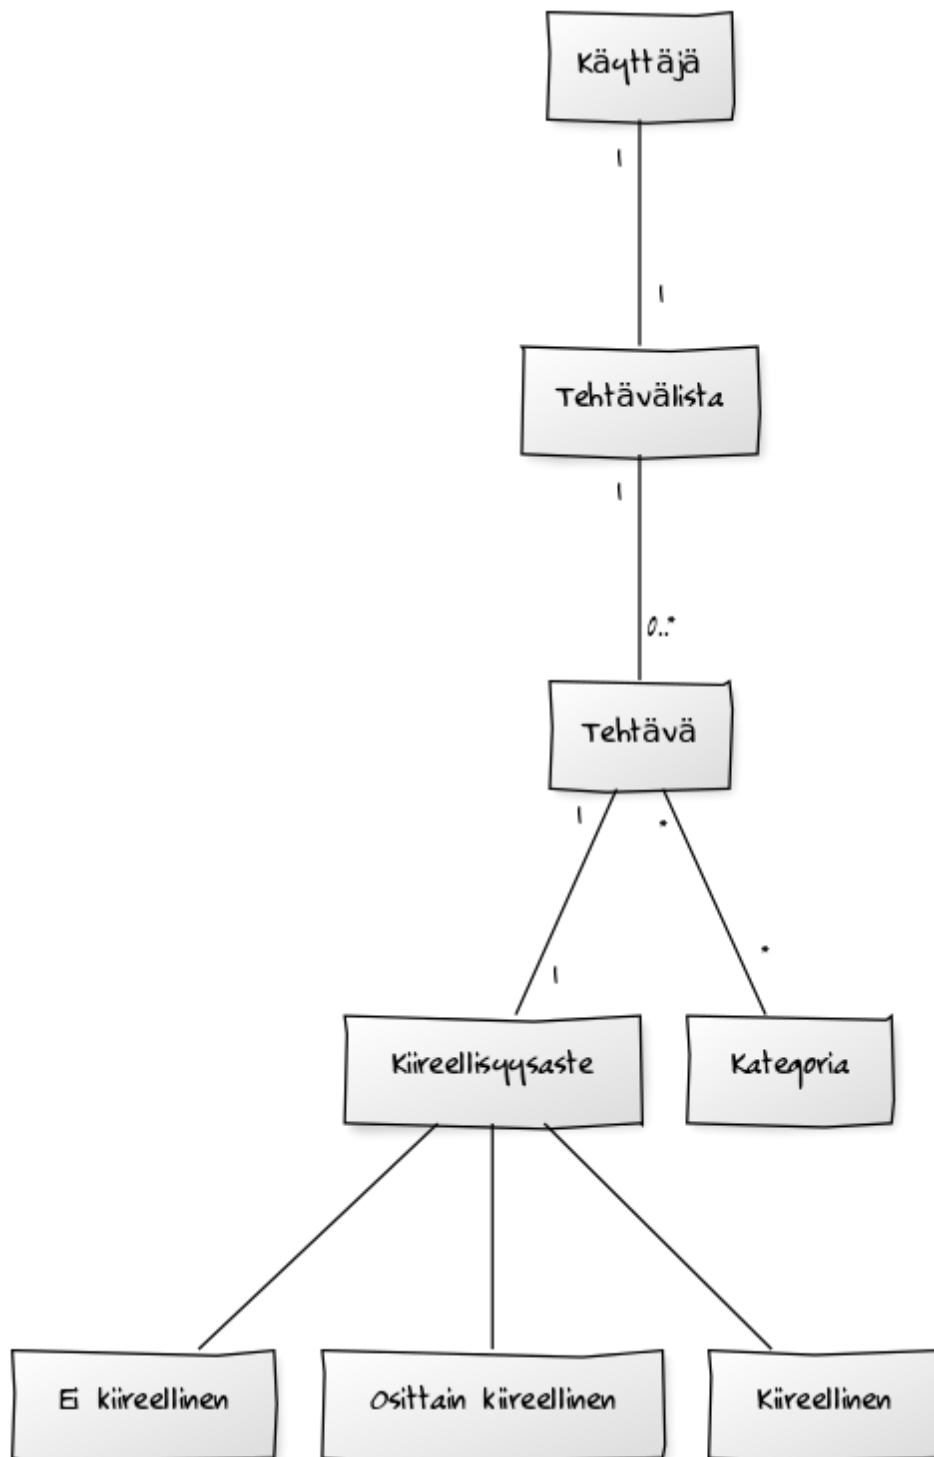 Käyttäjä
1
1
Tehtävälista
1
0..*
Tehtävä
1
*
*
1
Kiireellisyysaste
Kategoria
Ei kiireellinen
Osittain kiireellinen
Kiireellinen